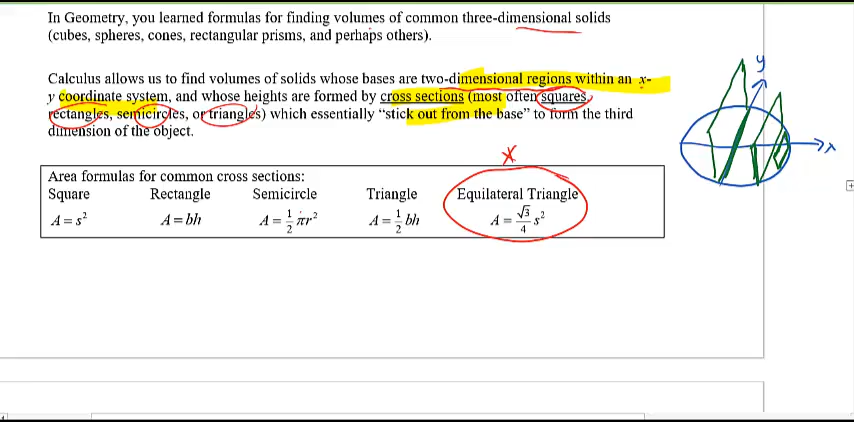 In Geometry, you learned formulas for finding volumes of common three-dimensional solids
(cubes, spheres, cones, rectangular prisms, and perhaps others).
Calculus allows us to find volumes of solids whose bases are two-dimensional regions within an x-
y coordinate system, and whose heights are formed by cross sections (most often squares,
rectangles, semicircles, or triangles) which essentially “stick out from the base” to form the third
dimension of the object.
y
x
Area formulas for common cross sections:
Square Rectangle Semicircle Triangle Equilateral Triangle
A = s² A = bh A = 1/2 πr² A = 1/2 bh A = √3/4 s²